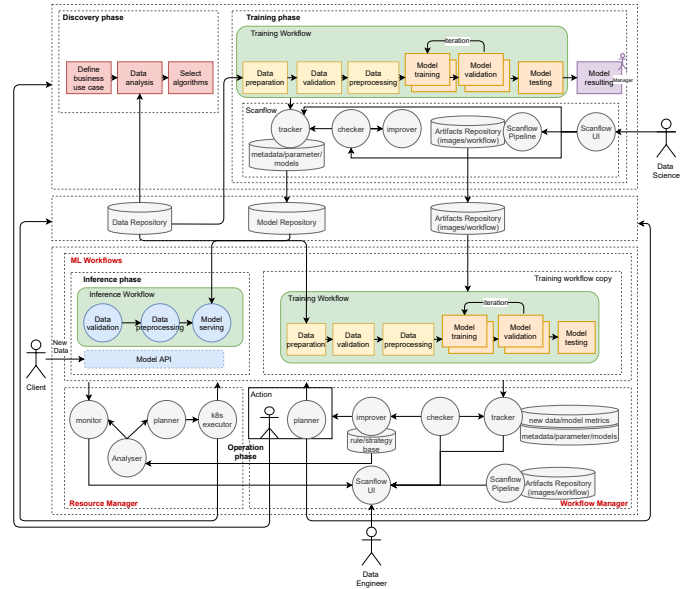 Discovery phase
Define
business
use case
Data
analysis
Select
algorithms
Training phase
Training Workflow
iteration
Data
preparation
Data
validation
Data
preprocessing
Model
training
Model
validation
Model
testing
Model
resulting
Manager
Scanflow
tracker
checker
improver
metadata/parameter/
models
Artifacts Repository
(images/workflow)
Scanflow
Pipeline
Scanflow
UI
Data
Science
Data Repository
Model Repository
Artifacts Repository
(images/workflow)
ML Workflows
Inference phase
Inference Workflow
Data
validation
Data
preprocessing
Model
serving
Model API
New
Data
Client
Training workflow copy
Training Workflow
iteration
Data
preparation
Data
validation
Data
preprocessing
Model
training
Model
validation
Model
testing
monitor
planner
k8s
executor
Analyser
Resource Manager
Operation
phase
Action
planner
improver
rule/strategy
base
checker
tracker
new data/model metrics
metadata/parameter/models
Scanflow
UI
Scanflow
Pipeline
Artifacts Repository
(images/workflow)
Workflow Manager
Data
Engineer